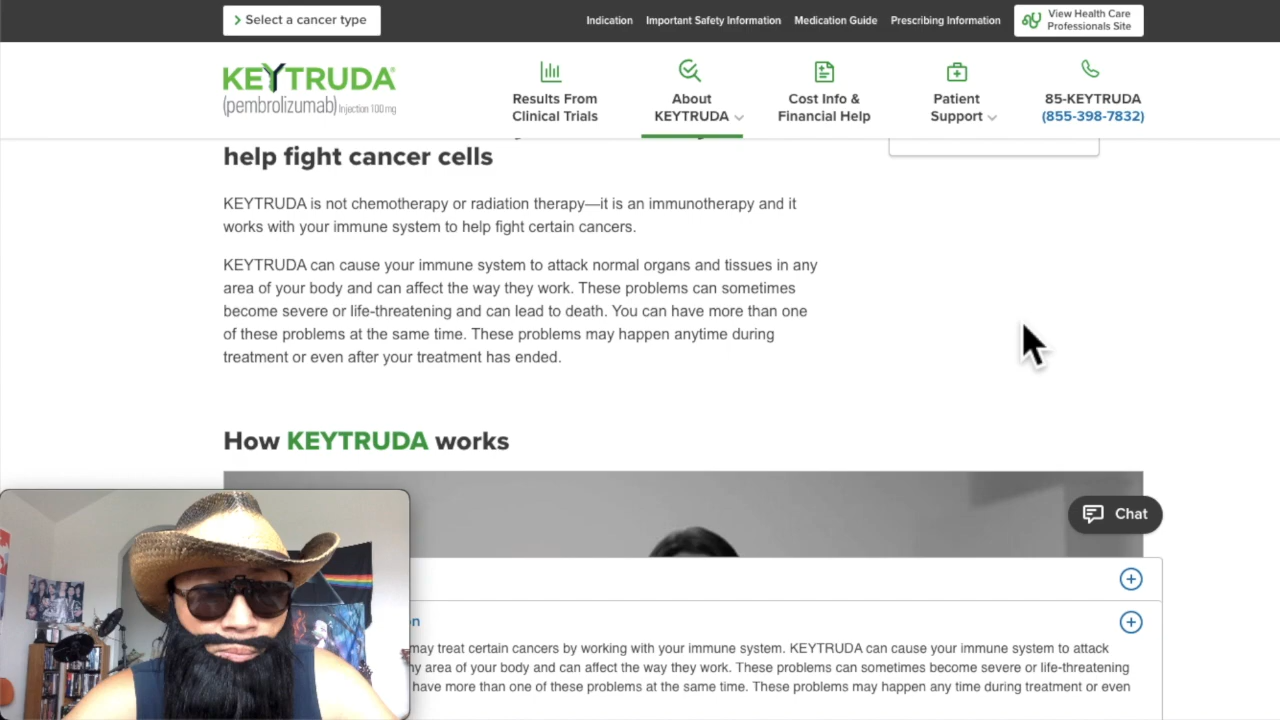 Select a cancer type
Indication
Important Safety Information
Medication Guide
Prescribing Information
View Health Care
Professionals Site
KEYTRUDA®
(pembrolizumab) Injection 100 mg
Results From
Clinical Trials
About
KEYTRUDA
Cost Info &
Financial Help
Patient
Support
85-KEYTRUDA
(855-398-7832)
help fight cancer cells
KEYTRUDA is not chemotherapy or radiation therapy—it is an immunotherapy and it
works with your immune system to help fight certain cancers.
KEYTRUDA can cause your immune system to attack normal organs and tissues in any
area of your body and can affect the way they work. These problems can sometimes
become severe or life-threatening and can lead to death. You can have more than one
of these problems at the same time. These problems may happen anytime during
treatment or even after your treatment has ended.
How KEYTRUDA works
Chat
on
may treat certain cancers by working with your immune system. KEYTRUDA can cause your immune system to attack
ny area of your body and can affect the way they work. These problems can sometimes become severe or life-threatening
have more than one of these problems at the same time. These problems may happen any time during treatment or even